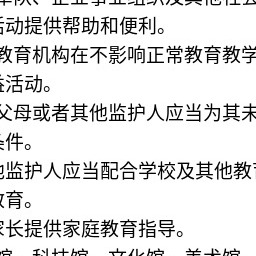 军队、企业事业组织及其他社会
活动提供帮助和便利。
教育机构在不影响正常教育教学
益活动。
父母或者其他监护人应当为其未
条件。
他监护人应当配合学校及其他教育
教育。
家长提供家庭教育指导。
馆、科技馆、文化馆、美术馆